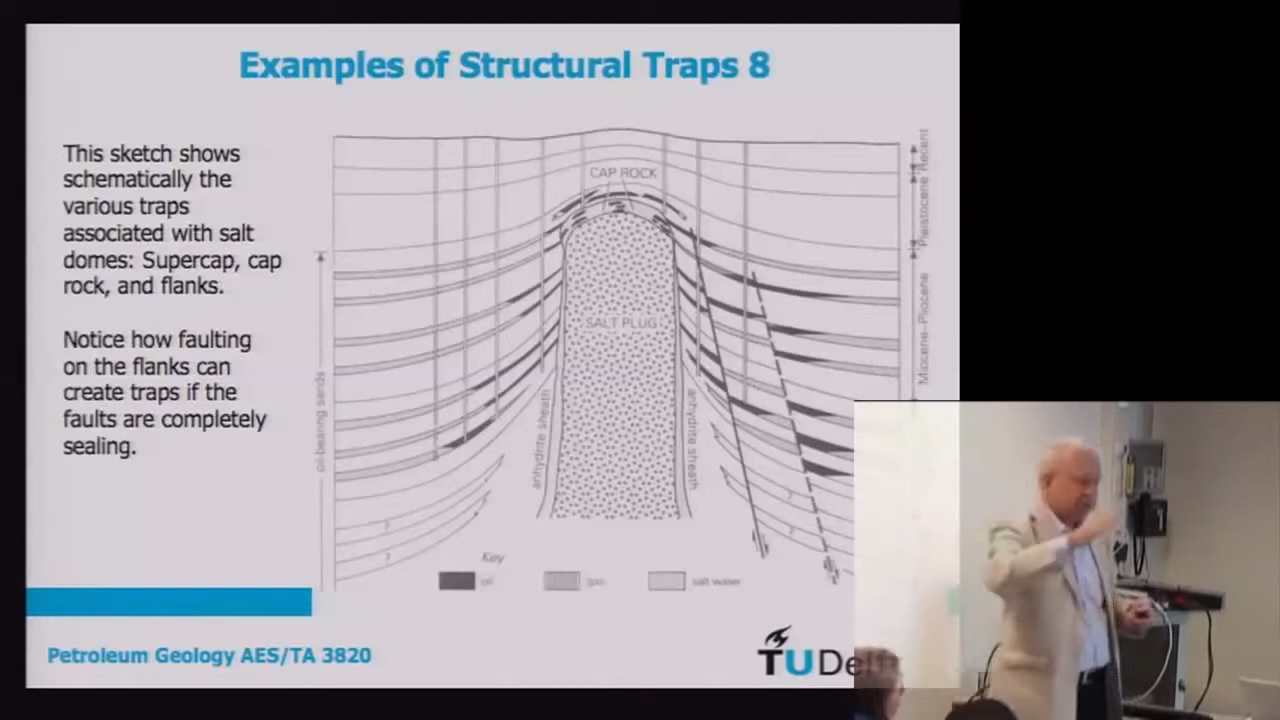 Examples of Structural Traps 8
This sketch shows
schematically the
various traps
associated with salt
domes: Supercap, cap
rock, and flanks.
Notice how faulting
on the flanks can
create traps if the
faults are completely
sealing.
CAP ROCK
SALT PLUG
anhydrite sheath
anhydrite sheath
oil-bearing sands
Recent
Pleistocene
Miocene-Pliocene
?
?
?
?
Key
oil
gas
salt water
Petroleum Geology AES/TA 3820
TU Delf